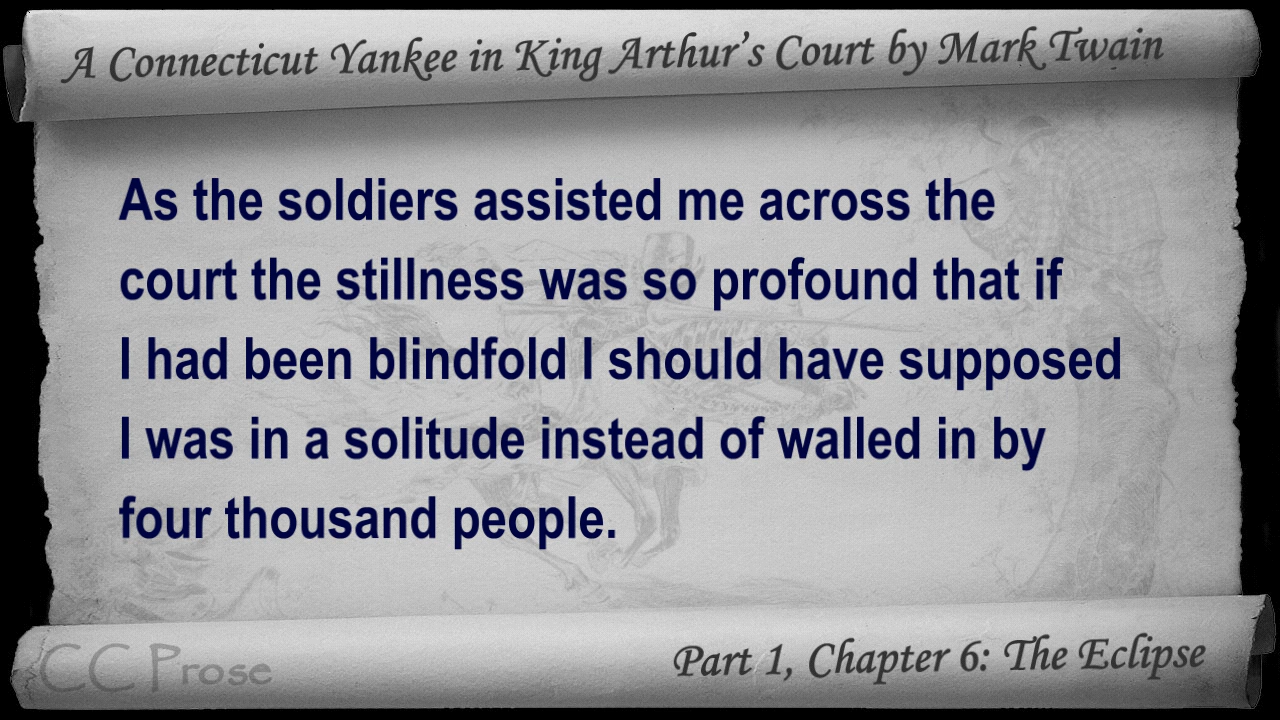 A Connecticut Yankee in King Arthur's Court by Mark Twain
As the soldiers assisted me across the
court the stillness was so profound that if
I had been blindfold I should have supposed
I was in a solitude instead of walled in by
four thousand people.
CC Prose
Part 1, Chapter 6: The Eclipse